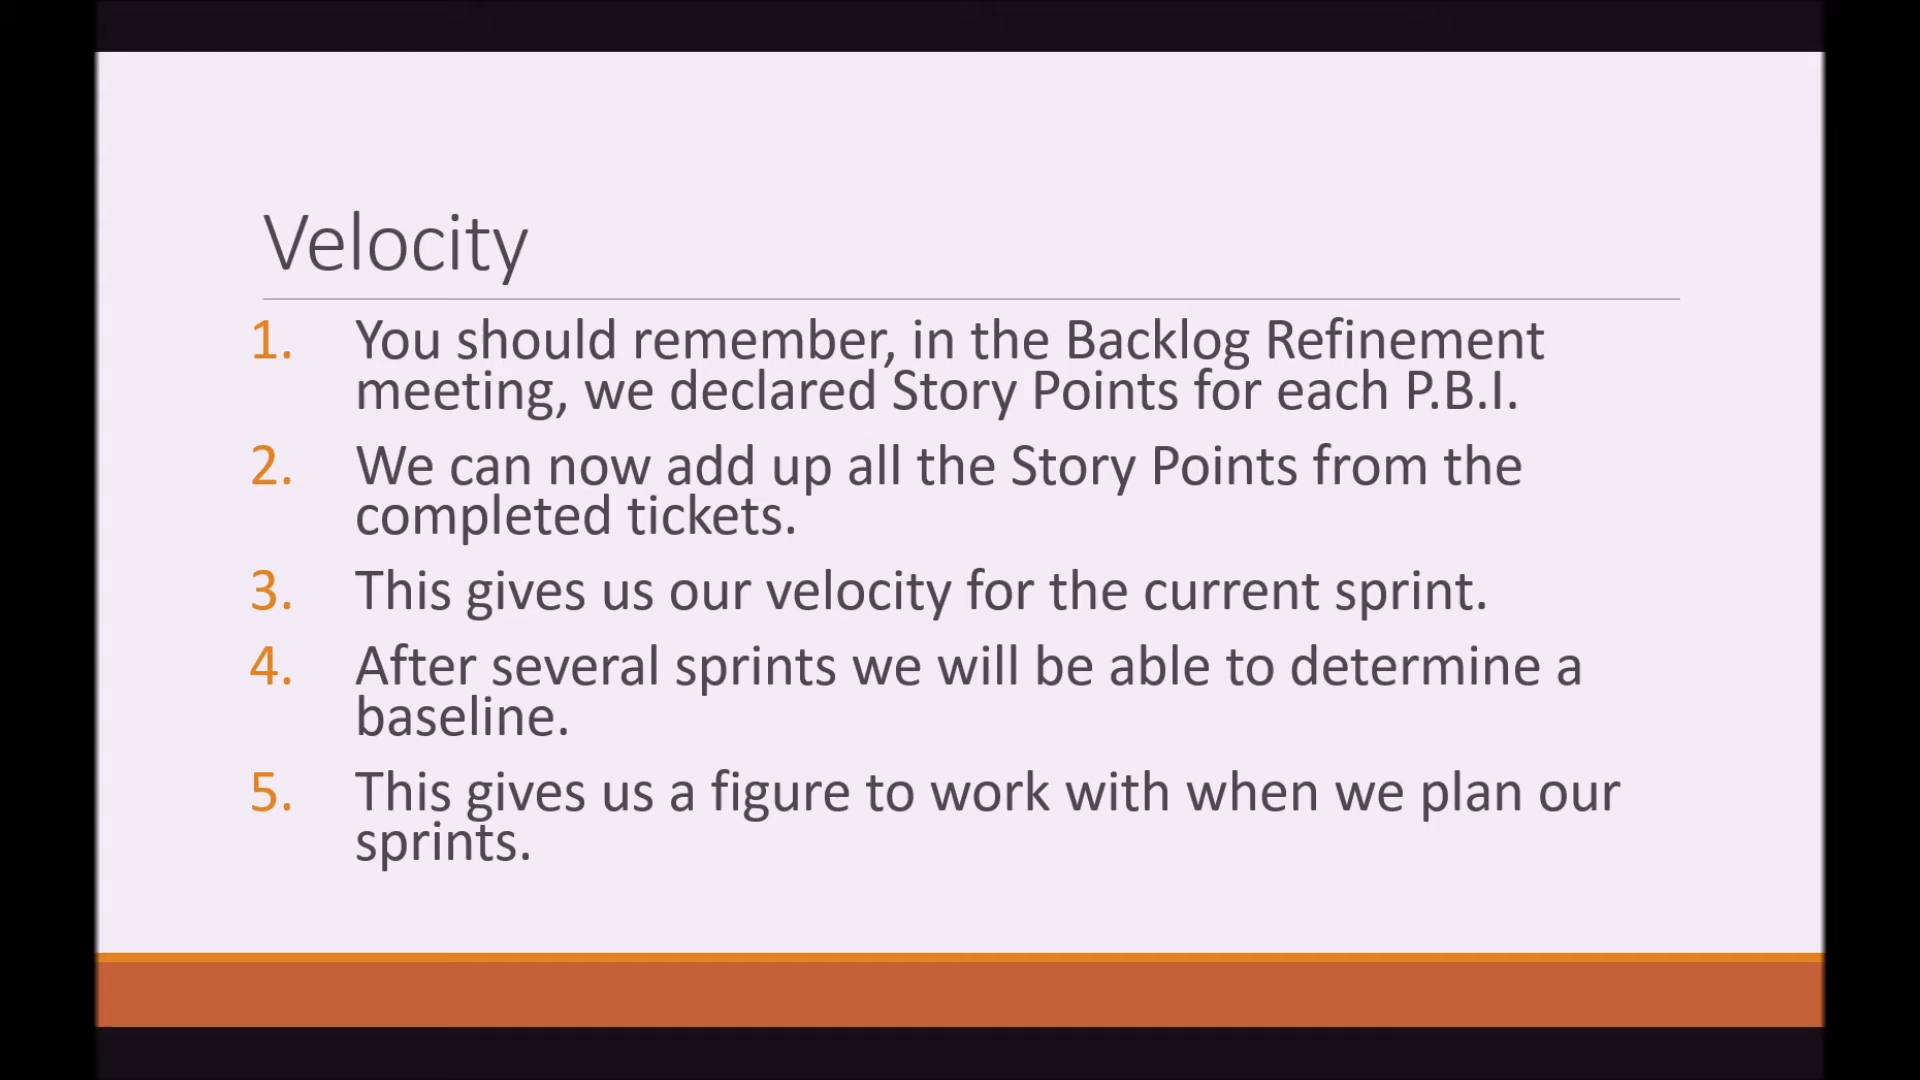 Velocity
1. You should remember, in the Backlog Refinement
meeting, we declared Story Points for each P.B.I.
2. We can now add up all the Story Points from the
completed tickets.
3. This gives us our velocity for the current sprint.
4. After several sprints we will be able to determine a
baseline.
5. This gives us a figure to work with when we plan our
sprints.